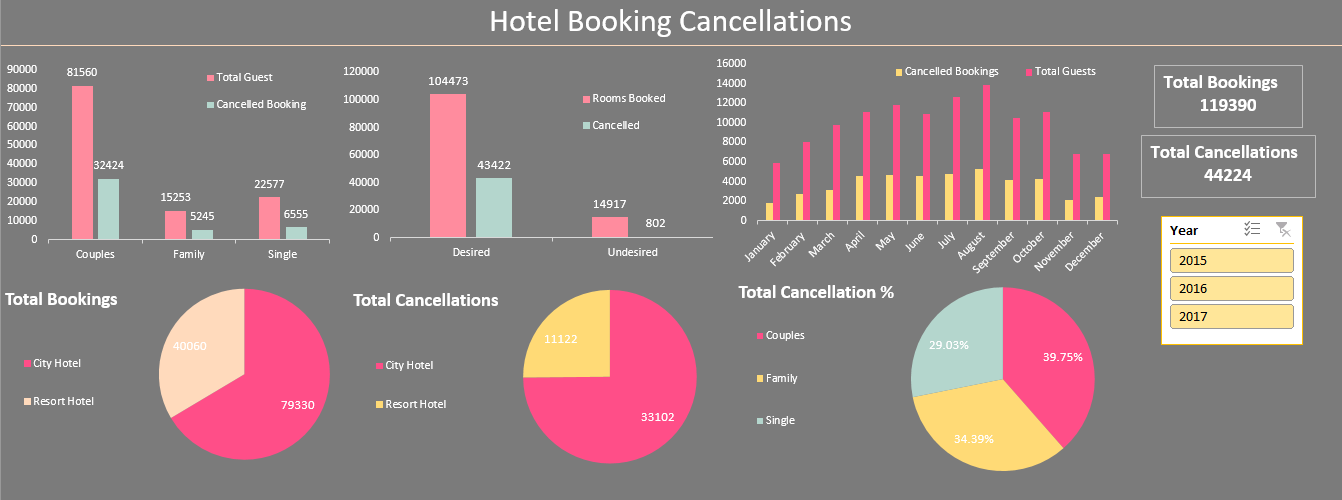 Hotel Booking Cancellations
90000
80000
70000
60000
50000
40000
30000
20000
10000
0
81560
32424
15253
5245
22577
6555
Total Guest
Cancelled Booking
Couples
Family
Single
120000
100000
80000
60000
40000
20000
0
104473
43422
14917
802
Rooms Booked
Cancelled
Desired
Undesired
16000
14000
12000
10000
8000
6000
4000
2000
0
Cancelled Bookings
Total Guests
January
February
March
April
May
June
July
August
September
October
November
December
Total Bookings
119390
Total Cancellations
44224
Year
2015
2016
2017
Total Bookings
City Hotel
Resort Hotel
40060
79330
Total Cancellations
City Hotel
Resort Hotel
11122
33102
Total Cancellation %
Couples
Family
Single
29.03%
39.75%
34.39%